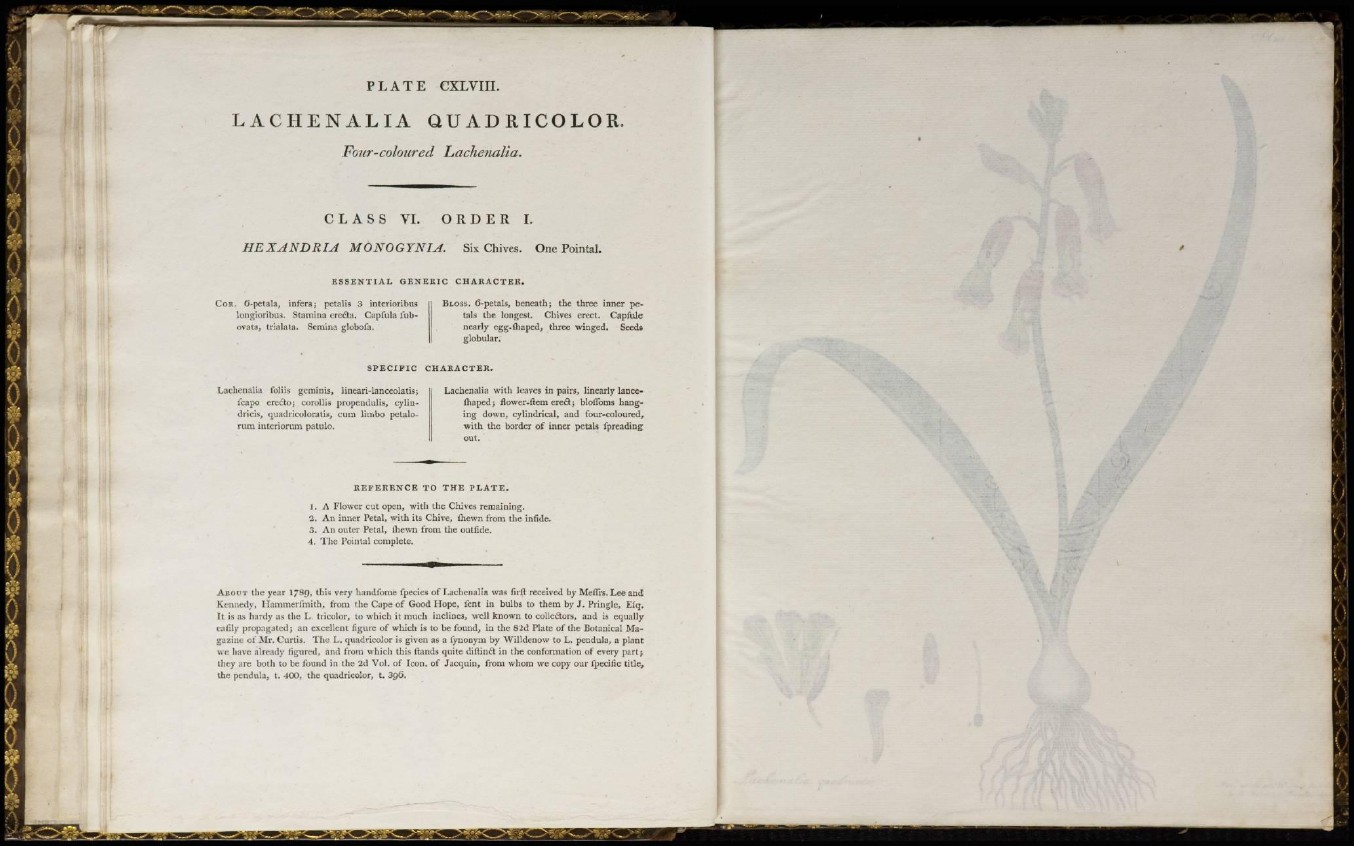 PLATE CXLVIII.
LACHENALIA QUADRICOLOR.
Four-coloured Lachenalia.
CLASS VI. ORDER I.
HEXANDRIA MONOGYNIA. Six Chives. One Pointal.
ESSENTIAL GENERIC CHARACTER.
COR. 6-petala, infera; petalis 3 interioribus
longioribus. Stamina erecta. Capſula ſub-
ovata, trialata. Semina globoſa.
BLOSS. 6-petals, beneath; the three inner pe-
tals the longest. Chives erect. Capſule
nearly egg-ſhaped, three winged. Seeds
globular.
SPECIFIC CHARACTER.
Lachenalia foliis geminis, lineari-lanceolatis;
ſcapo erecto; corollis propendulis, cylin-
dricis, quadricoloratis, cum limbo petalo-
rum interiorum patulo.
Lachenalia with leaves in pairs, linearly lance-
ſhaped; flower-ſtem erect; bloſſoms hang-
ing down, cylindrical, and four-coloured,
with the border of inner petals ſpreading
out.
REFERENCE TO THE PLATE.
1. A Flower cut open, with the Chives remaining.
2. An inner Petal, with its Chive, ſhewn from the inſide.
3. An outer Petal, ſhewn from the outſide.
4. The Pointal complete.
ABOUT the year 1789, this very handſome ſpecies of Lachenalia was firſt received by Meſſrs. Lee and
Kennedy, Hammerſmith, from the Cape of Good Hope, ſent in bulbs to them by J. Pringle, Eſq.
It is as hardy as the L. tricolor, to which it much inclines, well known to collectors, and is equally
eaſily propagated; an excellent figure of which is to be found, in the 82d Plate of the Botanical Ma-
gazine of Mr. Curtis. The L. quadricolor is given as a ſynonym by Willdenow to L. pendula, a plant
we have already figured, and from which this ſtands quite diſtinct in the conformation of every part;
they are both to be found in the 2d Vol. of Icon. of Jacquin, from whom we copy our ſpecific title,
the pendula, t. 400, the quadricolor, t. 396.